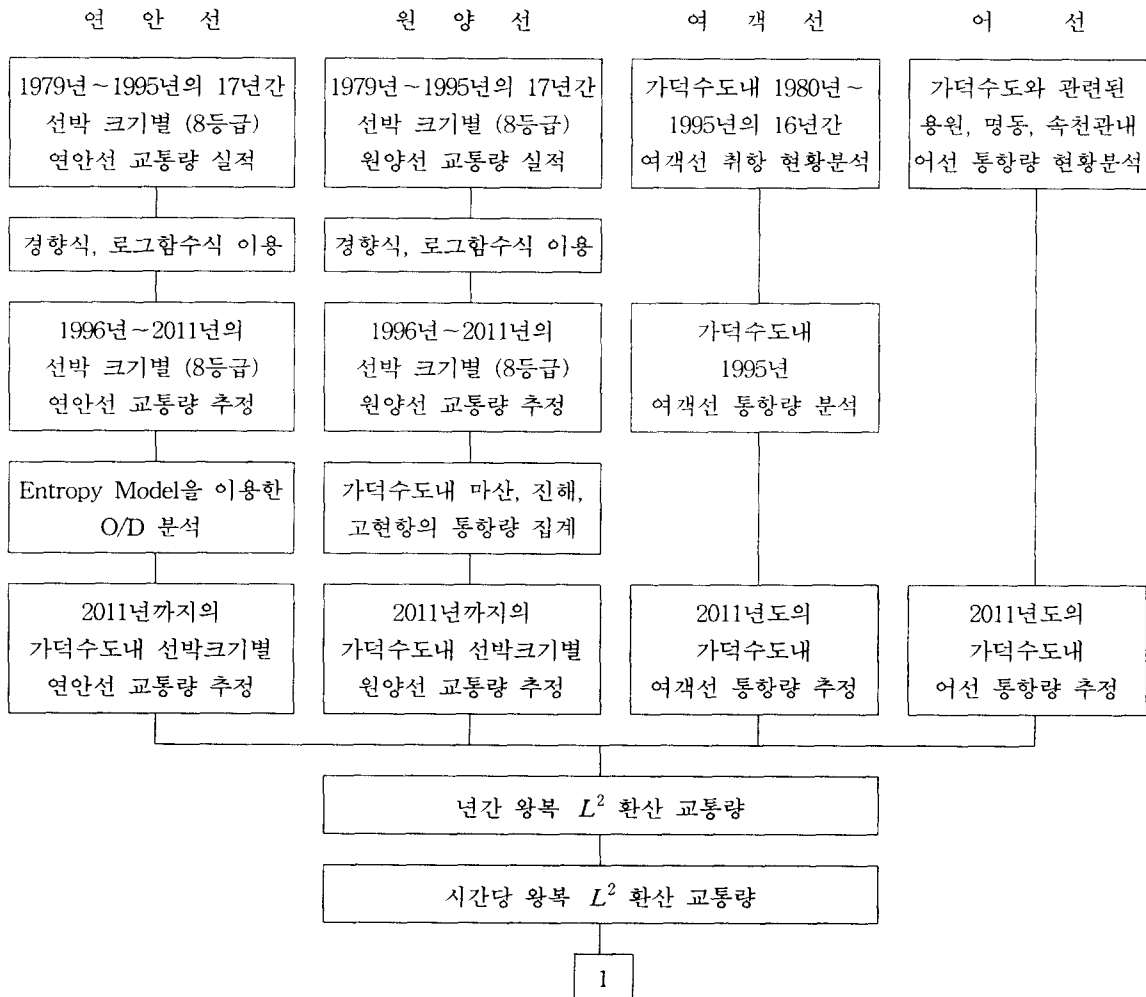 연 안 선
원 양 선
여 객 선
어 선
1979년~1995년의 17년간
선박 크기별 (8등급)
연안선 교통량 실적
1979년~1995년의 17년간
선박 크기별 (8등급)
원양선 교통량 실적
가덕수도내 1980년~
1995년의 16년간
여객선 취항 현황분석
가덕수도와 관련된
용원, 명동, 속천관내
어선 통항량 현황분석
경향식, 로그함수식 이용
경향식, 로그함수식 이용
1996년~2011년의
선박 크기별 (8등급)
연안선 교통량 추정
1996년~2011년의
선박 크기별 (8등급)
원양선 교통량 추정
가덕수도내
1995년
여객선 통항량 분석
Entropy Model을 이용한
O/D 분석
가덕수도내 마산, 진해,
고현항의 통항량 집계
2011년까지의
가덕수도내 선박크기별
연안선 교통량 추정
2011년까지의
가덕수도내 선박크기별
원양선 교통량 추정
2011년도의
가덕수도내
여객선 통항량 추정
2011년도의
가덕수도내
어선 통항량 추정
년간 왕복 L² 환산 교통량
시간당 왕복 L² 환산 교통량
1